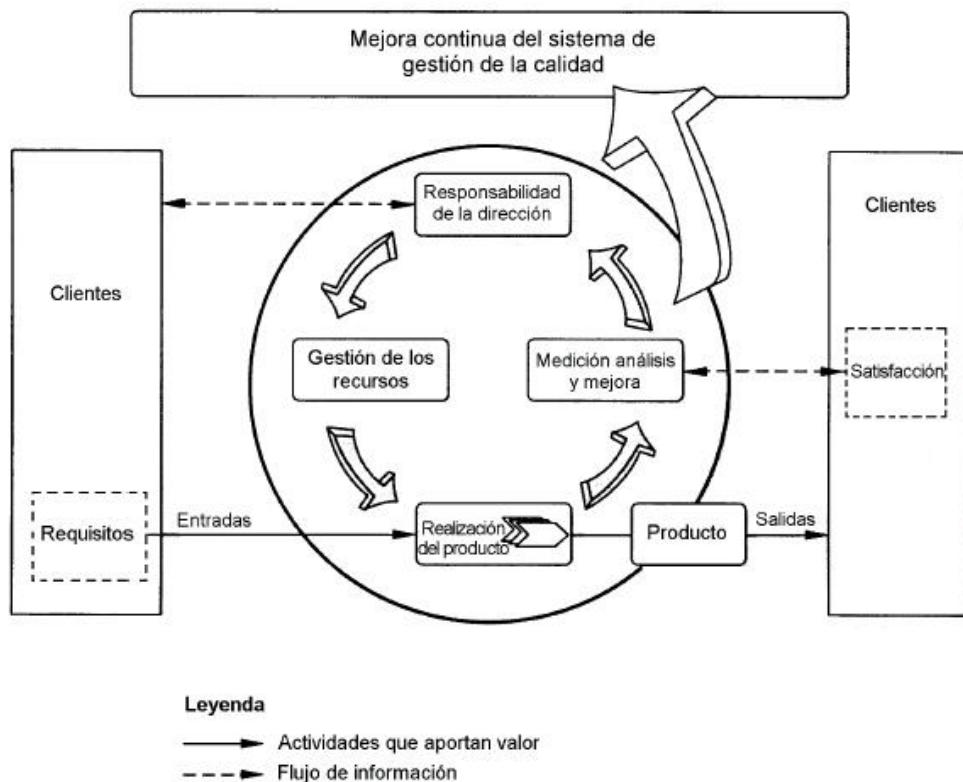 Mejora continua del sistema de
gestión de la calidad
Responsabilidad
de la dirección
Clientes
Clientes
Gestión de los
recursos
Medición análisis
y mejora
Satisfacción
Requisitos
Entradas
Realización
del producto
Producto
Salidas
Leyenda
Actividades que aportan valor
Flujo de información